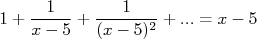 1 + \frac{1}{x-5} + \frac{1}{(x-5)^2} + ... = x - 5